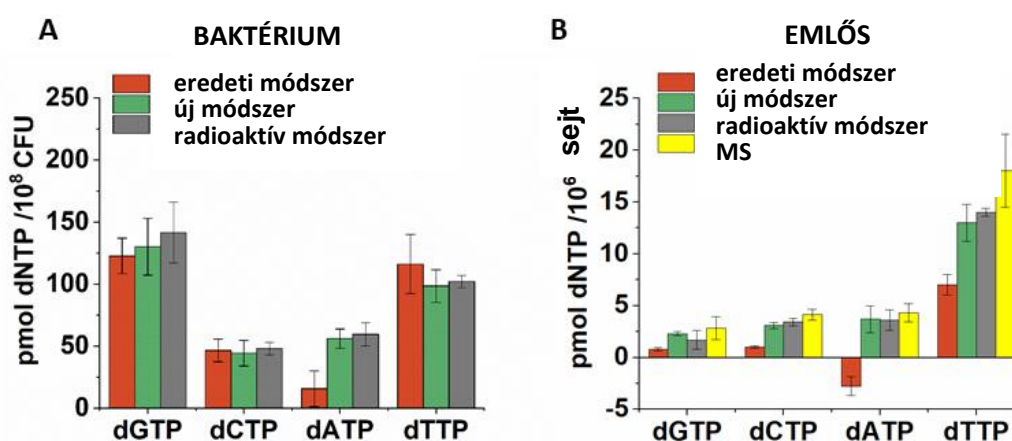 A
BAKTÉRIUM
eredeti módszer
új módszer
radioaktív módszer
pmol dNTP /10⁸ CFU
250
200
150
100
50
0
dGTP dCTP dATP dTTP
B
EMLŐS
eredeti módszer
új módszer
radioaktív módszer
MS
pmol dNTP /10⁶ sejt
25
20
15
10
5
0
-5
dGTP dCTP dATP dTTP